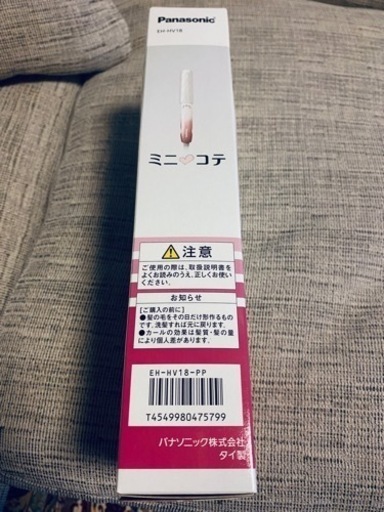 Panasonic
EH-HV18
ミニ♡コテ
⚠注意
ご使用の際は、取扱説明書を
よくお読みのうえ、正しくお使い
ください。
お知らせ
【ご購入の前に】
●髪の毛をその日だけ形作るもの
です。洗髪すれば元に戻ります。
●カールの効果は髪質・髪の量
により個人差があります。
EH-HV18-PP
T4549980475799
パナソニック株式会社
タイ製